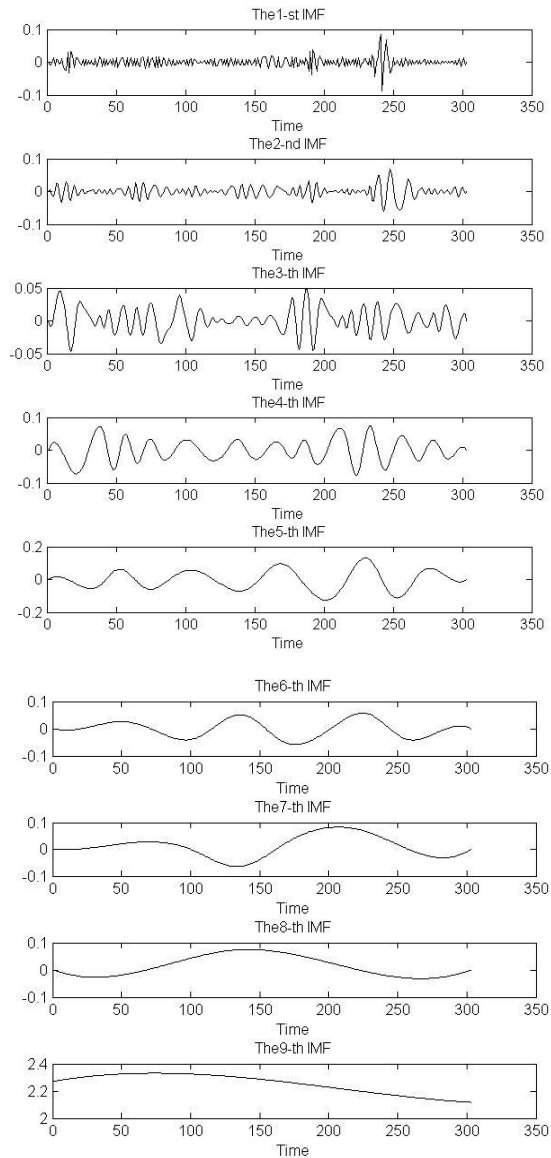 The1-st IMF
0.1
0
-0.1
0 50 100 150 200 250 300 350
Time
The2-nd IMF
0.1
0
-0.1
0 50 100 150 200 250 300 350
Time
The3-th IMF
0.05
0
-0.05
0 50 100 150 200 250 300 350
Time
The4-th IMF
0.1
0
-0.1
0 50 100 150 200 250 300 350
Time
The5-th IMF
0.2
0
-0.2
0 50 100 150 200 250 300 350
Time
The6-th IMF
0.1
0
-0.1
0 50 100 150 200 250 300 350
Time
The7-th IMF
0.1
0
-0.1
0 50 100 150 200 250 300 350
Time
The8-th IMF
0.1
0
-0.1
0 50 100 150 200 250 300 350
Time
The9-th IMF
2.4
2.2
2
0 50 100 150 200 250 300 350
Time